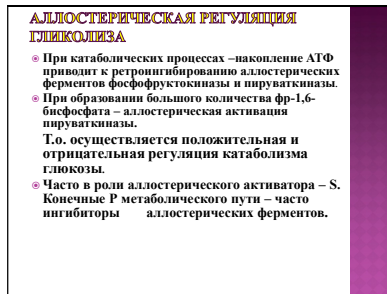 АЛЛОСТЕРИЧЕСКАЯ РЕГУЛЯЦИЯ
ГЛИКОЛИЗА
При катаболических процессах –накопление АТФ
приводит к ретроингибированию аллостерических
ферментов фосфофруктокиназы и пируваткиназы.
При образовании большого количества фр-1,6-
бисфосфата – аллостерическая активация
пируваткиназы.
Т.о. осуществляется положительная и
отрицательная регуляция катаболизма
глюкозы.
Часто в роли аллостерического активатора – S.
Конечные Р метаболического пути – часто
ингибиторы аллостерических ферментов.